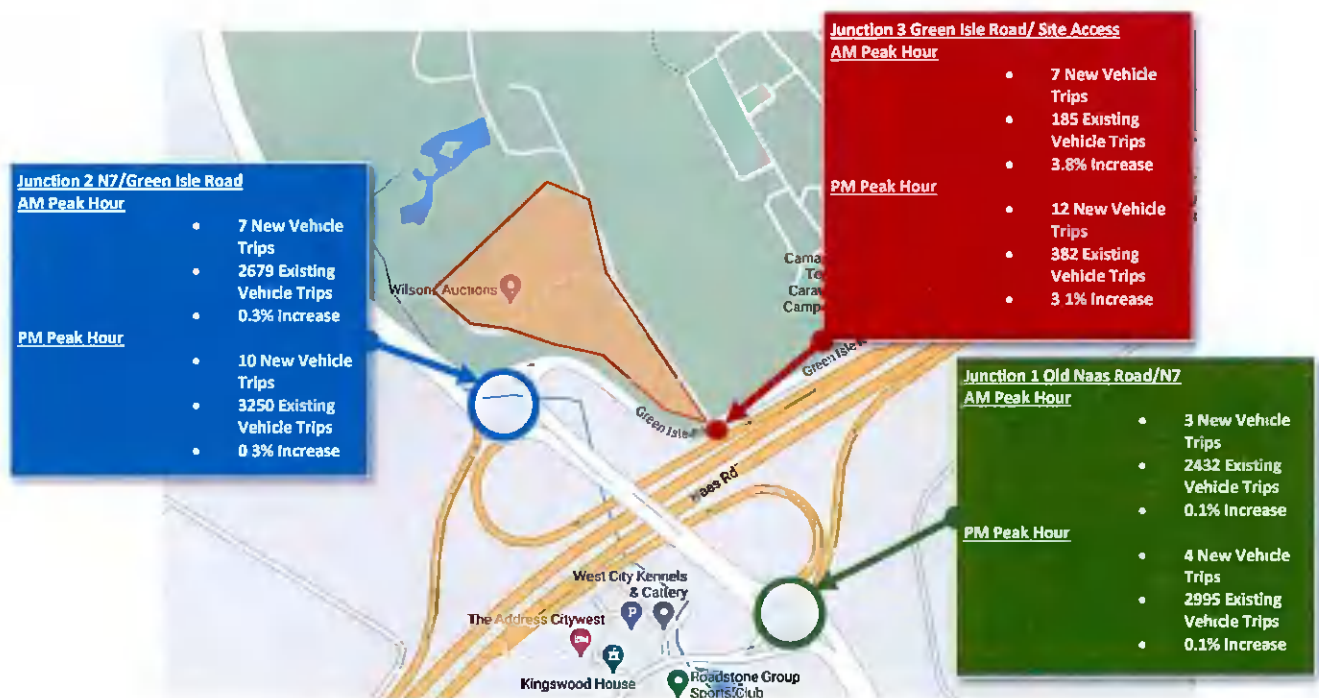 Junction 3 Green Isle Road/ Site Access
AM Peak Hour
• 7 New Vehicle
Trips
• 185 Existing
Vehicle Trips
• 3.8% Increase
PM Peak Hour
• 12 New Vehicle
Trips
• 382 Existing
Vehicle Trips
• 3 1% Increase
Junction 2 N7/Green Isle Road
AM Peak Hour
• 7 New Vehicle
Trips
• 2679 Existing
Vehicle Trips
• 0.3% Increase
PM Peak Hour
• 10 New Vehicle
Trips
• 3250 Existing
Vehicle Trips
• 0 3% Increase
Junction 1 Old Naas Road/N7
AM Peak Hour
• 3 New Vehicle
Trips
• 2432 Existing
Vehicle Trips
• 0.1% Increase
PM Peak Hour
• 4 New Vehicle
Trips
• 2995 Existing
Vehicle Trips
• 0.1% Increase
Wilsons Auctions
Cama
Te
Cara
Camp
Green Isle
Green Isle
Naas Rd
West City Kennels
& Cattery
P
The Address Citywest
Kingswood House
Roadstone Group
Sports Club